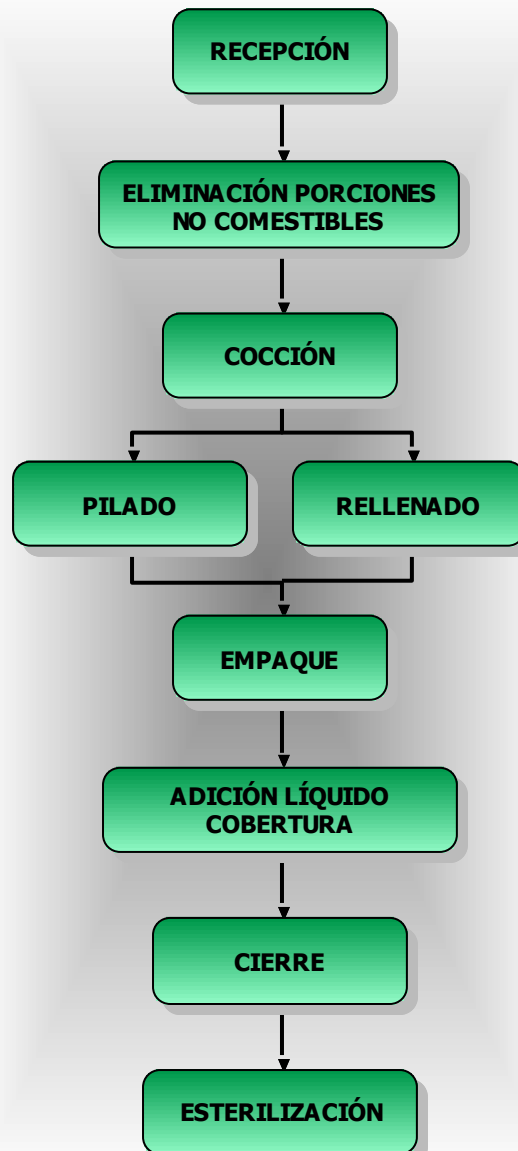 RECEPCIÓN
ELIMINACIÓN PORCIONES
NO COMESTIBLES
COCCIÓN
PILADO
RELLENADO
EMPAQUE
ADICIÓN LÍQUIDO
COBERTURA
CIERRE
ESTERILIZACIÓN